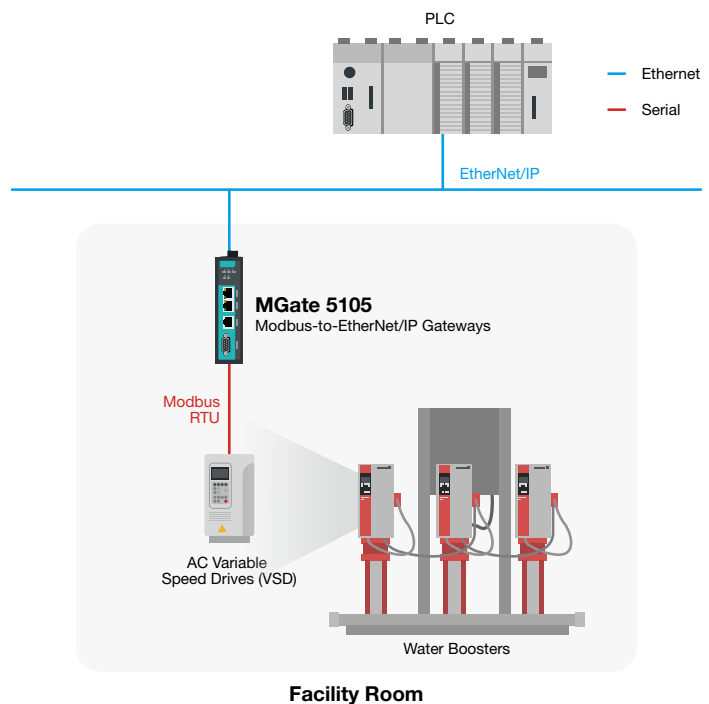 PLC
Ethernet
Serial
EtherNet/IP
MGate 5105
Modbus-to-EtherNet/IP Gateways
Modbus
RTU
AC Variable
Speed Drives (VSD)
Water Boosters
Facility Room